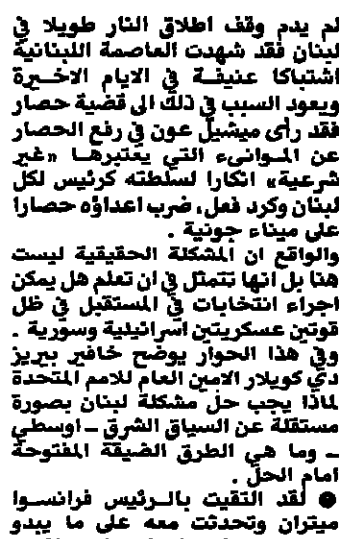 لم يدم وقف اطلاق النار طويلا في
لبنان فقد شهدت العاصمة اللبنانية
اشتباكا عنيفة في الايام الاخيرة
ويعود السبب في ذلك الى قضية حصار
فقد رأى ميشيل عون في رفع الحصار
عن الموانىء التي يعتبرها «غير
شرعية» انكارا لسلطته كرئيس لكل
لبنان وكرد فعل، ضرب اعداؤه حصارا
على ميناء جونية .
والواقع ان المشكلة الحقيقية ليست
هنا بل انها تتمثل في ان تعلم هل يمكن
اجراء انتخابات في المستقبل في ظل
قوتين عسكريتين اسرائيلية وسورية .
وفي هذا الحوار يوضح خافير بيريز
دي كويلار الامين العام للامم المتحدة
لماذا يجب حل مشكلة لبنان بصورة
مستقلة عن السياق الشرق ـ اوسطي
ـ وما هي الطرق الضيقة المفتوحة
امام الحل .
● لقد التقيت بالرئيس فرانسوا
ميتران وتحدثت معه على ما يبدو